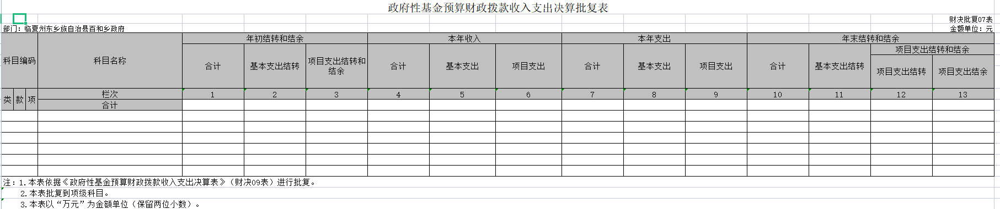 政府性基金预算财政拨款收入支出决算批复表
财决批复07表
部门：临夏州东乡族自治县百和乡政府 金额单位：元
科目编码 科目名称 年初结转和结余 本年收入 本年支出 年末结转和结余
合计 基本支出结转 项目支出结转和结余 合计 基本支出 项目支出 合计 基本支出 项目支出 合计 基本支出结转 项目支出结转和结余
项目支出结转 项目支出结余
类 款 项 栏次 1 2 3 4 5 6 7 8 9 10 11 12 13
合计
注：1.本表依据《政府性基金预算财政拨款收入支出决算表》（财决09表）进行批复。
2.本表批复到项级科目。
3.本表以“万元”为金额单位（保留两位小数）。